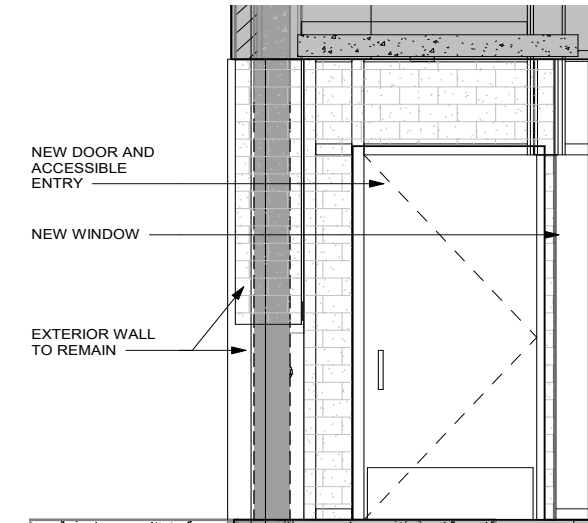 NEW DOOR AND
ACCESSIBLE
ENTRY
NEW WINDOW
EXTERIOR WALL
TO REMAIN